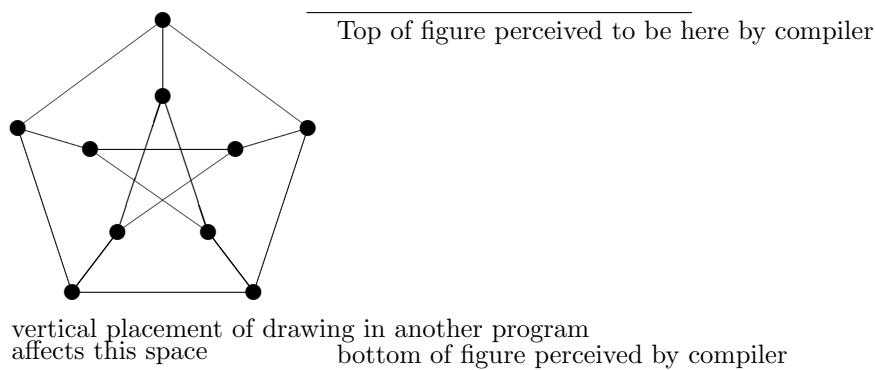 Top of figure perceived to be here by compiler
vertical placement of drawing in another program
affects this space
bottom of figure perceived by compiler